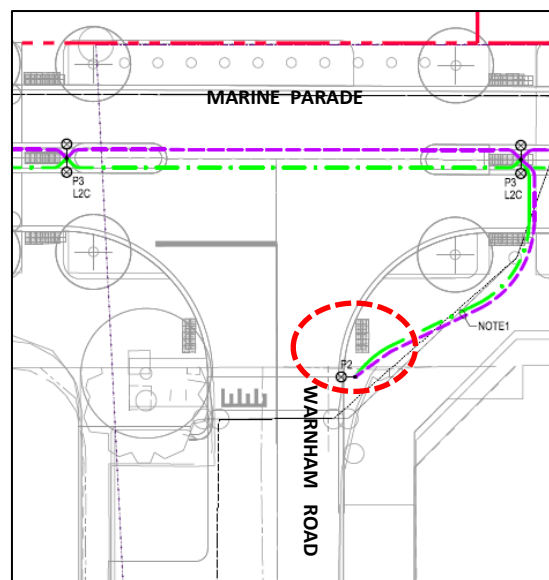 MARINE PARADE
P3
L2C
P3
L2C
NOTE1
P2
WARNHAM ROAD